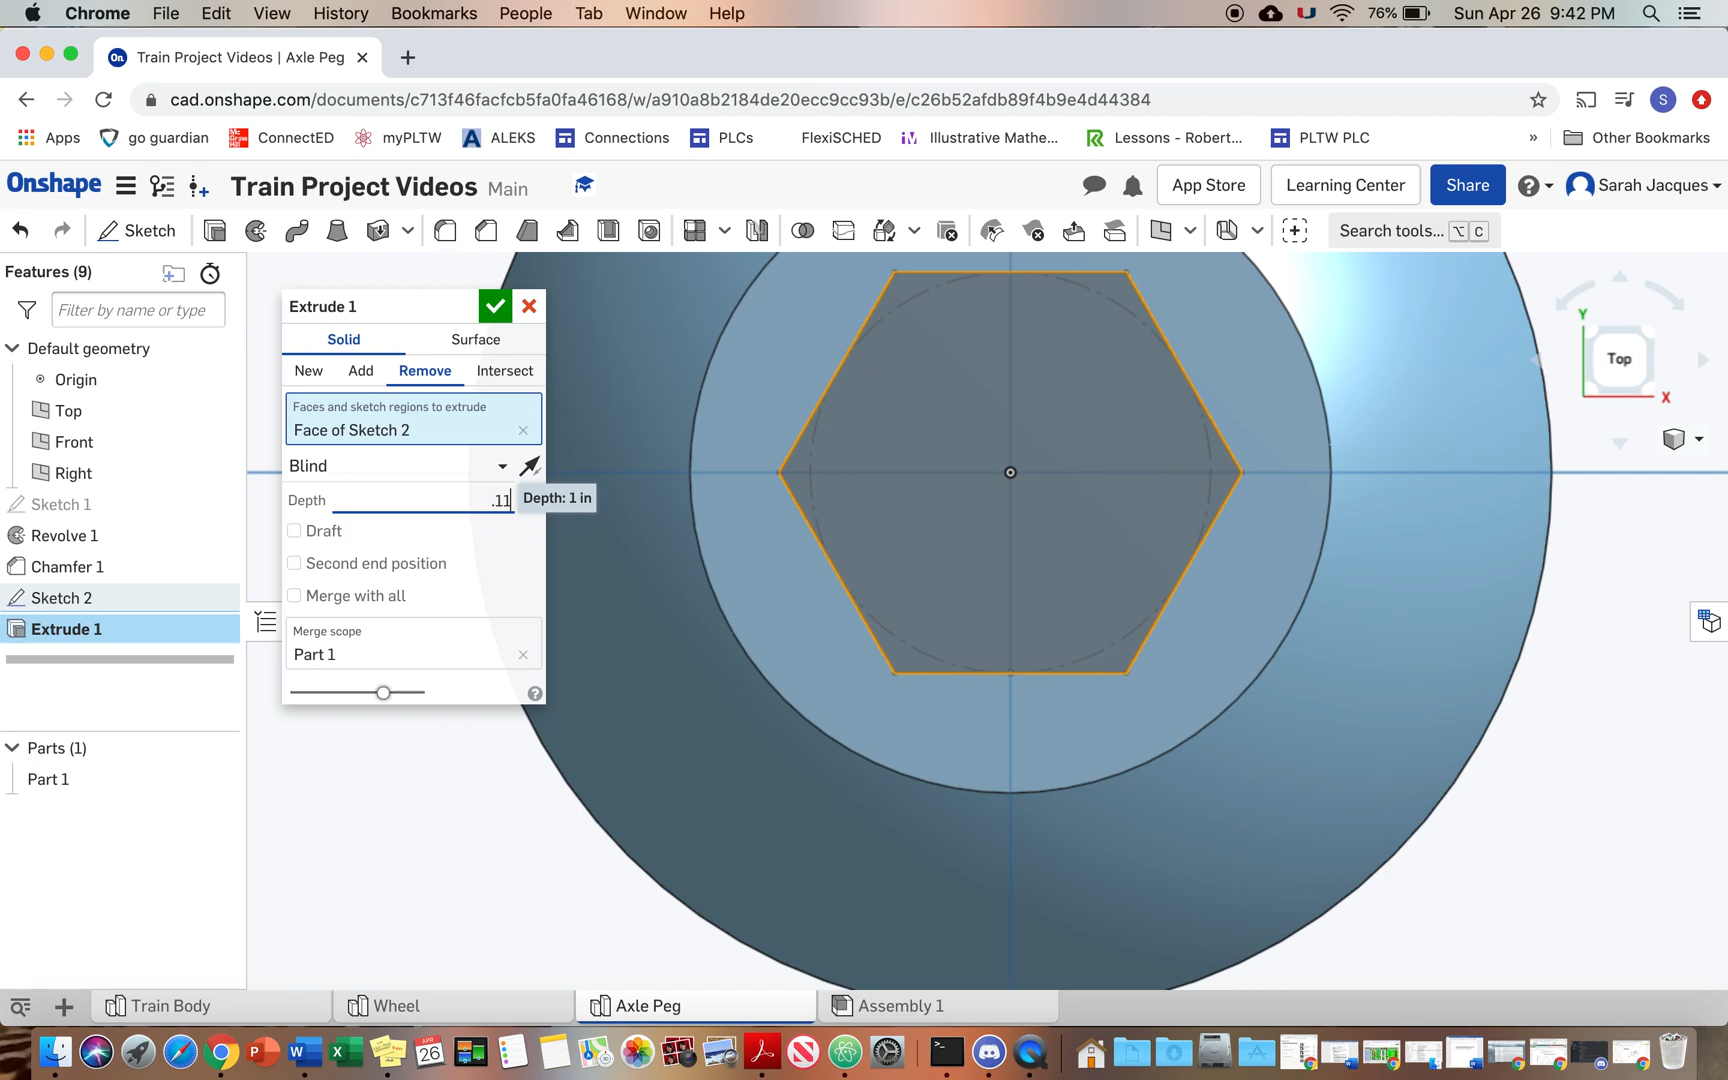 Chrome File Edit View History Bookmarks People Tab Window Help 76% Sun Apr 26 9:42 PM
On Train Project Videos | Axle Peg
cad.onshape.com/documents/c713f46facfcb5fa0fa46168/w/a910a8b2184de20ecc9cc93b/e/c26b52afdb89f4b9e4d44384 S
Apps go guardian ConnectED myPLTW ALEKS Connections PLCs FlexiSCHED Illustrative Mathe... Lessons - Robert... PLTW PLC » Other Bookmarks
Onshape Train Project Videos Main App Store Learning Center Share Sarah Jacques
Sketch Search tools... ⌥ C
Features (9)
Filter by name or type
Default geometry
Origin
Top
Front
Right
Sketch 1
Revolve 1
Chamfer 1
Sketch 2
Extrude 1
Parts (1)
Part 1
Extrude 1
Solid Surface
New Add Remove Intersect
Faces and sketch regions to extrude
Face of Sketch 2
Blind
Depth .11 Depth: 1 in
Draft
Second end position
Merge with all
Merge scope
Part 1
Y
Top
X
Train Body Wheel Axle Peg Assembly 1
APR
26